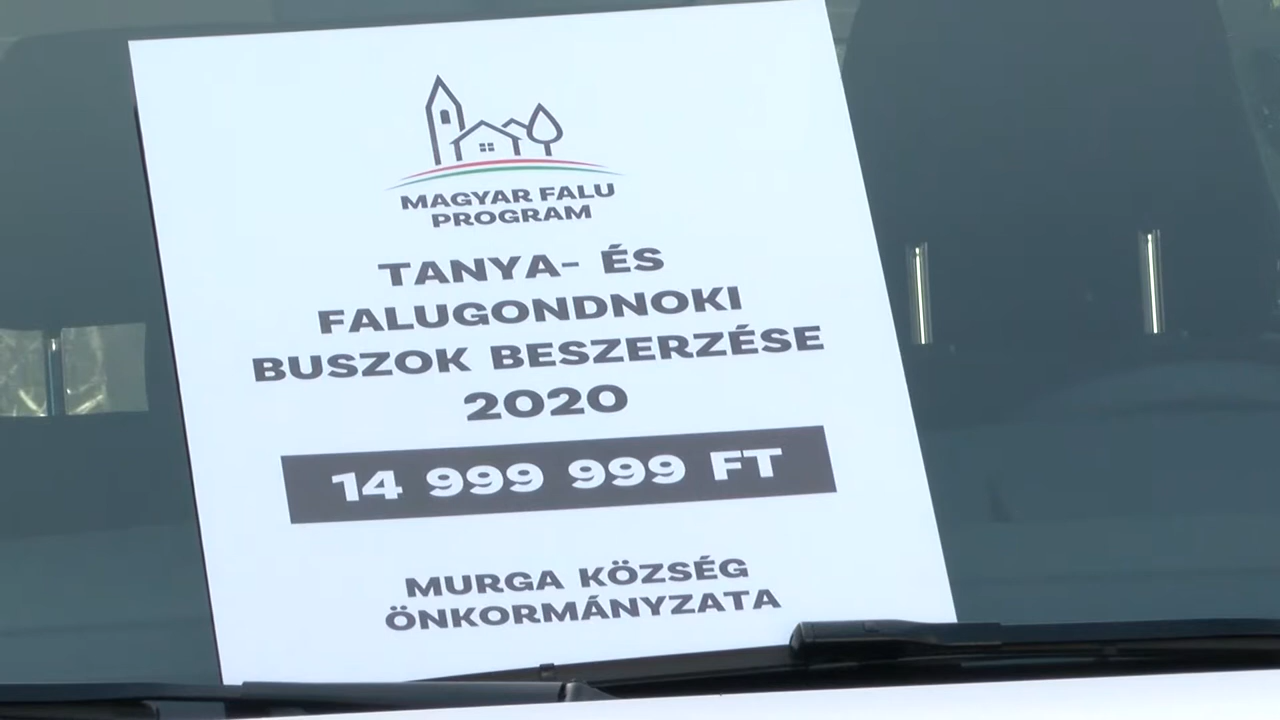 MAGYAR FALU
PROGRAM
TANYA- ÉS
FALUGONDNOKI
BUSZOK BESZERZÉSE
2020
14 999 999 FT
MURGA KÖZSÉG
ÖNKORMÁNYZATA